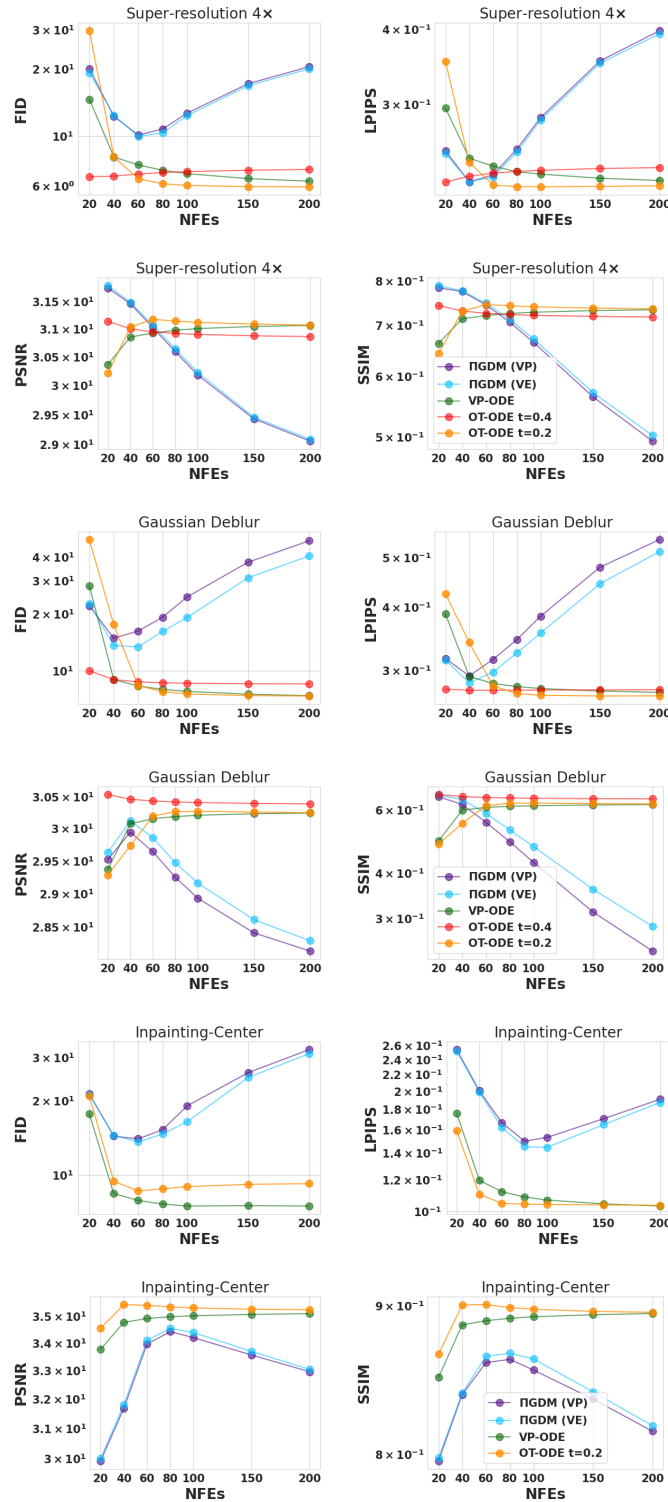 Super-resolution 4×
FID
3 × 10¹
2 × 10¹
10¹
6 × 10⁰
20 40 60 80 100 150 200
NFEs
Super-resolution 4×
LPIPS
4 × 10⁻¹
3 × 10⁻¹
20 40 60 80 100 150 200
NFEs
Super-resolution 4×
PSNR
3.15 × 10¹
3.1 × 10¹
3.05 × 10¹
3 × 10¹
2.95 × 10¹
2.9 × 10¹
20 40 60 80 100 150 200
NFEs
Super-resolution 4×
SSIM
8 × 10⁻¹
7 × 10⁻¹
6 × 10⁻¹
5 × 10⁻¹
ΠGDM (VP)
ΠGDM (VE)
VP-ODE
OT-ODE t=0.4
OT-ODE t=0.2
20 40 60 80 100 150 200
NFEs
Gaussian Deblur
FID
4 × 10¹
3 × 10¹
2 × 10¹
10¹
20 40 60 80 100 150 200
NFEs
Gaussian Deblur
LPIPS
5 × 10⁻¹
4 × 10⁻¹
3 × 10⁻¹
20 40 60 80 100 150 200
NFEs
Gaussian Deblur
PSNR
3.05 × 10¹
3 × 10¹
2.95 × 10¹
2.9 × 10¹
2.85 × 10¹
20 40 60 80 100 150 200
NFEs
Gaussian Deblur
SSIM
6 × 10⁻¹
4 × 10⁻¹
3 × 10⁻¹
ΠGDM (VP)
ΠGDM (VE)
VP-ODE
OT-ODE t=0.4
OT-ODE t=0.2
20 40 60 80 100 150 200
NFEs
Inpainting-Center
FID
3 × 10¹
2 × 10¹
10¹
20 40 60 80 100 150 200
NFEs
Inpainting-Center
LPIPS
2.6 × 10⁻¹
2.4 × 10⁻¹
2.2 × 10⁻¹
2 × 10⁻¹
1.8 × 10⁻¹
1.6 × 10⁻¹
1.4 × 10⁻¹
1.2 × 10⁻¹
10⁻¹
20 40 60 80 100 150 200
NFEs
Inpainting-Center
PSNR
3.5 × 10¹
3.4 × 10¹
3.3 × 10¹
3.2 × 10¹
3.1 × 10¹
3 × 10¹
20 40 60 80 100 150 200
NFEs
Inpainting-Center
SSIM
9 × 10⁻¹
8 × 10⁻¹
ΠGDM (VP)
ΠGDM (VE)
VP-ODE
OT-ODE t=0.2
20 40 60 80 100 150 200
NFEs